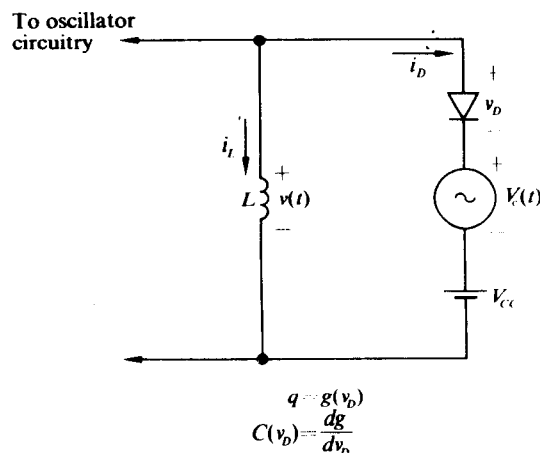 To oscillator
circuitry
i_D
+
v_D
−
i_L
+
L v(t)
−
+
~
V_c(t)
−
V_CC
q = g(v_D)
C(v_D) = dg/dv_D